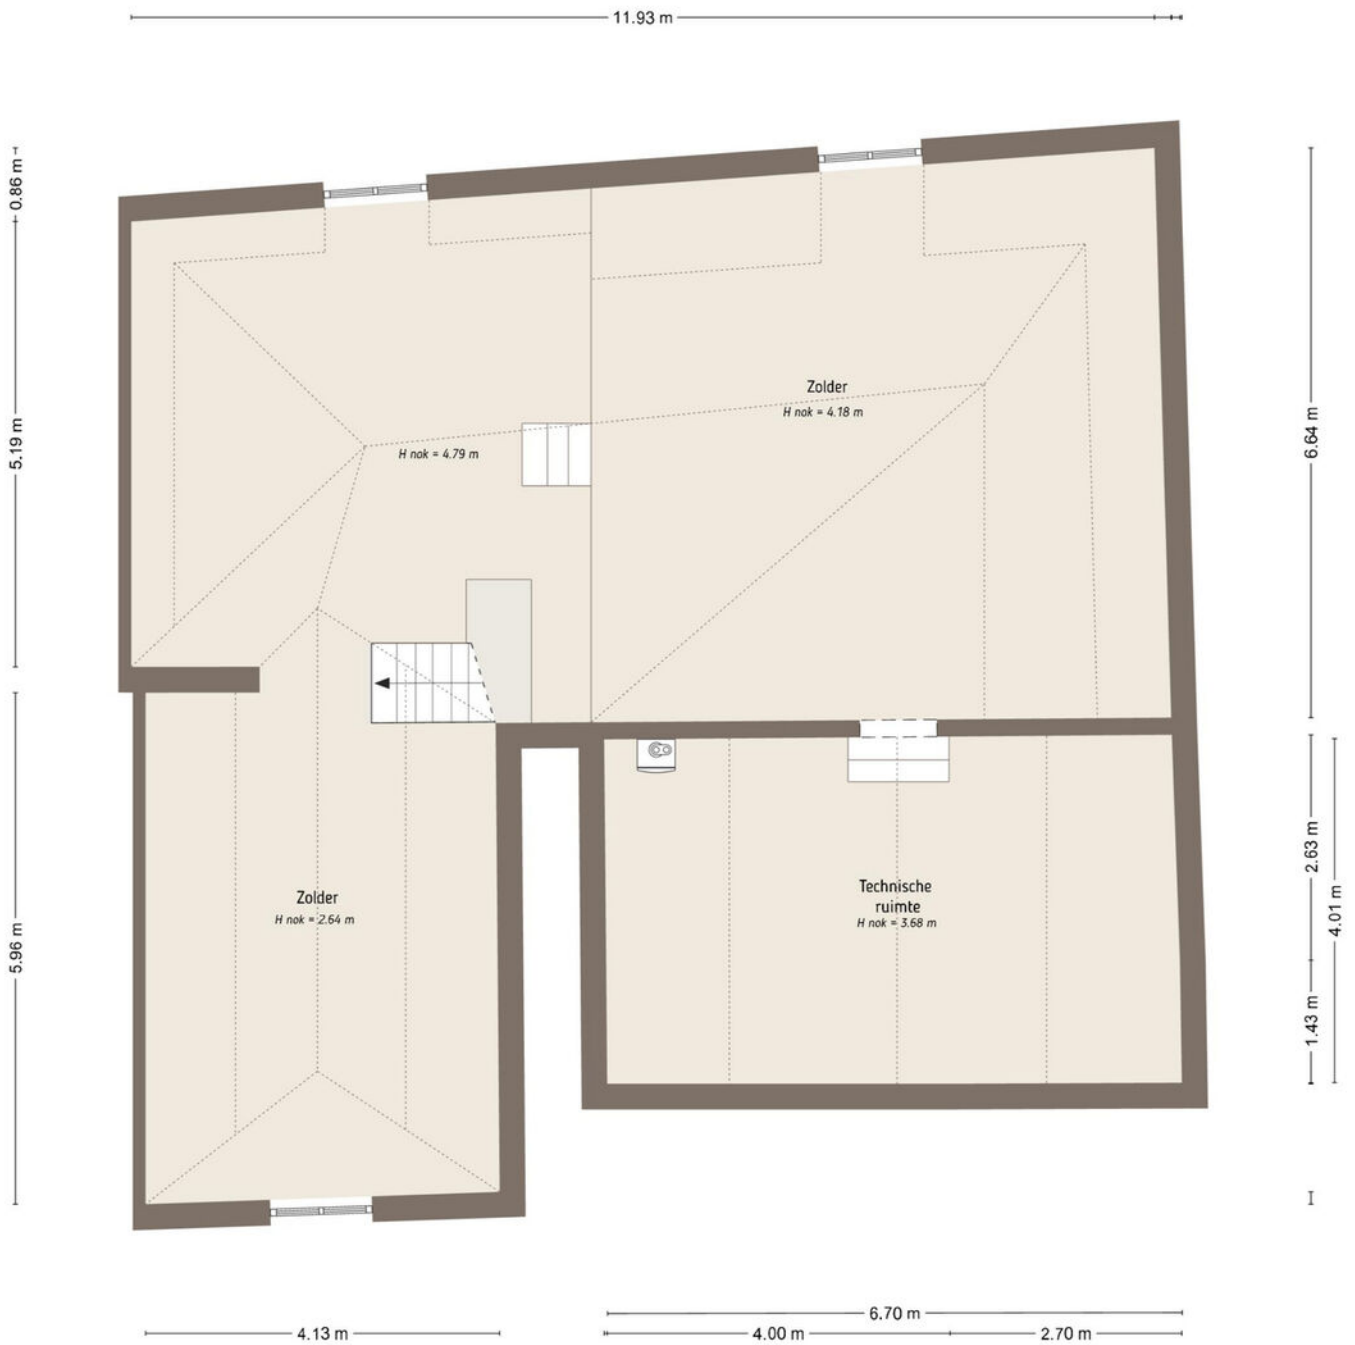 11.93 m
0.86 m
5.19 m
5.96 m
Zolder
H nok = 4.18 m
H nok = 4.79 m
6.64 m
Zolder
H nok = 2.64 m
Technische
ruimte
H nok = 3.68 m
2.63 m
4.01 m
1.43 m
6.70 m
4.13 m
4.00 m
2.70 m